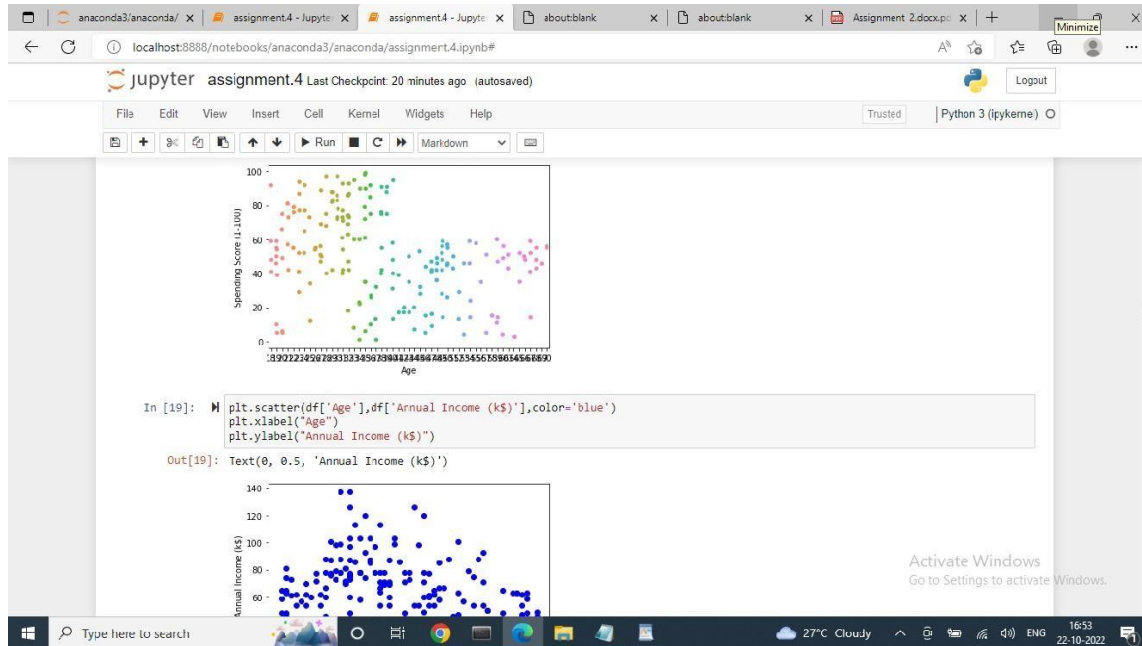 anaconda3/anaconda/
assignment.4 - Jupyter
assignment.4 - Jupyter
about:blank
about:blank
Assignment 2.docx.pd
Minimize
localhost:8888/notebooks/anaconda3/anaconda/assignment.4.ipynb#
jupyter assignment.4 Last Checkpoint: 20 minutes ago (autosaved)
Logout
File Edit View Insert Cell Kernel Widgets Help
Trusted
Python 3 (ipykernel)
Run
Markdown
100
80
60
40
20
0
Spending Score (1-100)
Age
In [19]: plt.scatter(df['Age'],df['Annual Income (k$)'],color='blue')
plt.xlabel("Age")
plt.ylabel("Annual Income (k$)")
Out[19]: Text(0, 0.5, 'Annual Income (k$)')
140
120
100
80
60
Annual Income (k$)
Activate Windows
Go to Settings to activate Windows.
Type here to search
27°C Cloudy
ENG
16:53
22-10-2022
1